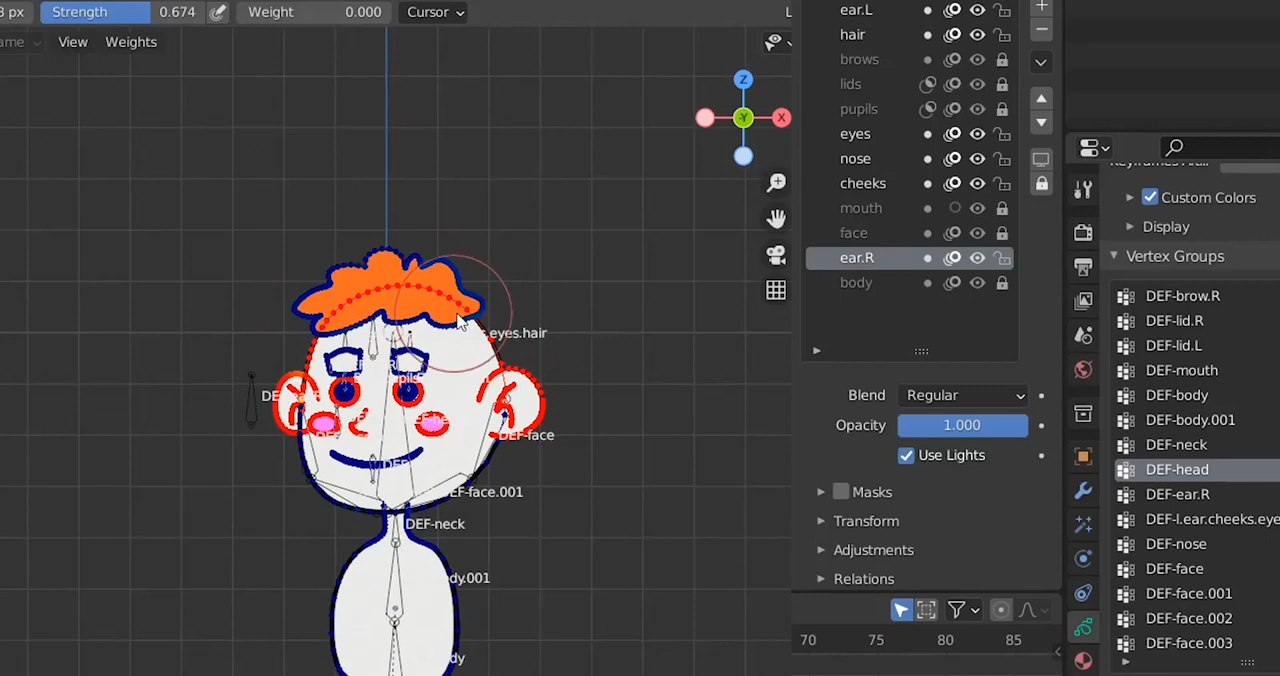 8 px Strength 0.674 Weight 0.000 Cursor
View Weights
Z
-Y X
eyes.hair
DEF-face
DEF-face.001
DEF-neck
dy.001
dy
ear.L
hair
brows
lids
pupils
eyes
nose
cheeks
mouth
face
ear.R
body
Blend Regular
Opacity 1.000
Use Lights
Masks
Transform
Adjustments
Relations
70 75 80 85
Custom Colors
Display
Vertex Groups
DEF-brow.R
DEF-lid.R
DEF-lid.L
DEF-mouth
DEF-body
DEF-body.001
DEF-neck
DEF-head
DEF-ear.R
DEF-l.ear.cheeks.eye
DEF-nose
DEF-face
DEF-face.001
DEF-face.002
DEF-face.003